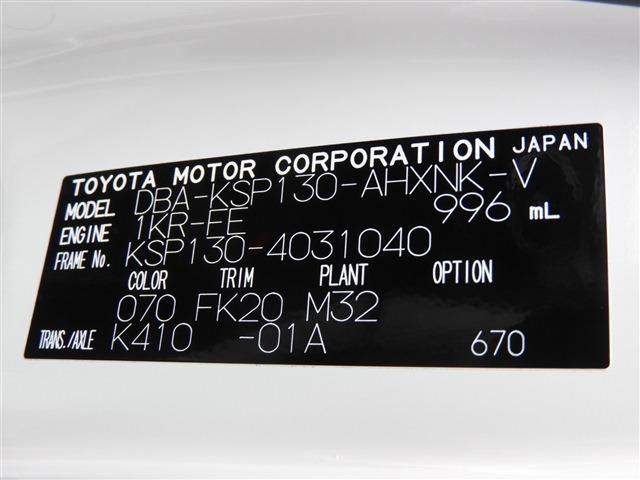 TOYOTA MOTOR CORPORATION JAPAN
MODEL DBA-KSP130-AHXNK-V
ENGINE 1KR-FE 996 mL
FRAME No. KSP130-4031040
COLOR TRIM PLANT OPTION
070 FK20 M32
TRANS./AXLE K410 -01A 670